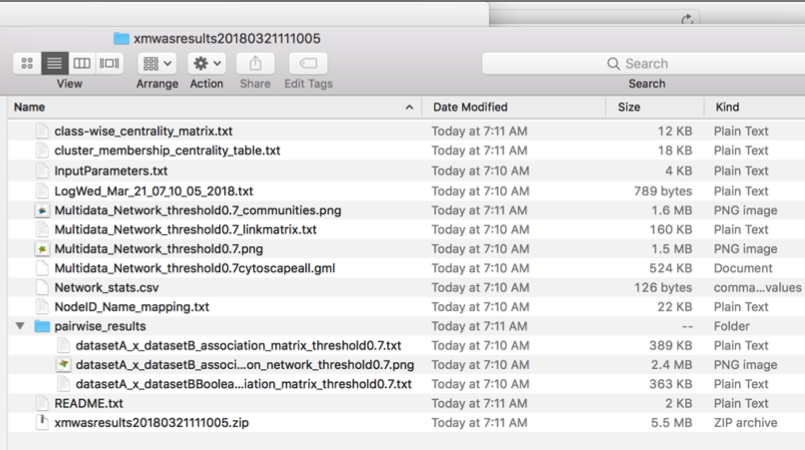 xmwasresults20180321111005
Search
View Arrange Action Share Edit Tags Search
Name Date Modified Size Kind
class-wise_centrality_matrix.txt Today at 7:11 AM 12 KB Plain Text
cluster_membership_centrality_table.txt Today at 7:11 AM 18 KB Plain Text
InputParameters.txt Today at 7:10 AM 4 KB Plain Text
LogWed_Mar_21_07_10_05_2018.txt Today at 7:10 AM 789 bytes Plain Text
Multidata_Network_threshold0.7_communities.png Today at 7:11 AM 1.6 MB PNG image
Multidata_Network_threshold0.7_linkmatrix.txt Today at 7:10 AM 160 KB Plain Text
Multidata_Network_threshold0.7.png Today at 7:10 AM 1.5 MB PNG image
Multidata_Network_threshold0.7cytoscapeall.gml Today at 7:10 AM 524 KB Document
Network_stats.csv Today at 7:10 AM 126 bytes comma...values
NodeID_Name_mapping.txt Today at 7:10 AM 22 KB Plain Text
pairwise_results Today at 7:11 AM -- Folder
datasetA_x_datasetB_association_matrix_threshold0.7.txt Today at 7:10 AM 389 KB Plain Text
datasetA_x_datasetB_associ...on_network_threshold0.7.png Today at 7:10 AM 2.4 MB PNG image
datasetA_x_datasetBBoolea...iation_matrix_threshold0.7.txt Today at 7:10 AM 363 KB Plain Text
README.txt Today at 7:11 AM 2 KB Plain Text
xmwasresults20180321111005.zip Today at 7:11 AM 5.5 MB ZIP archive